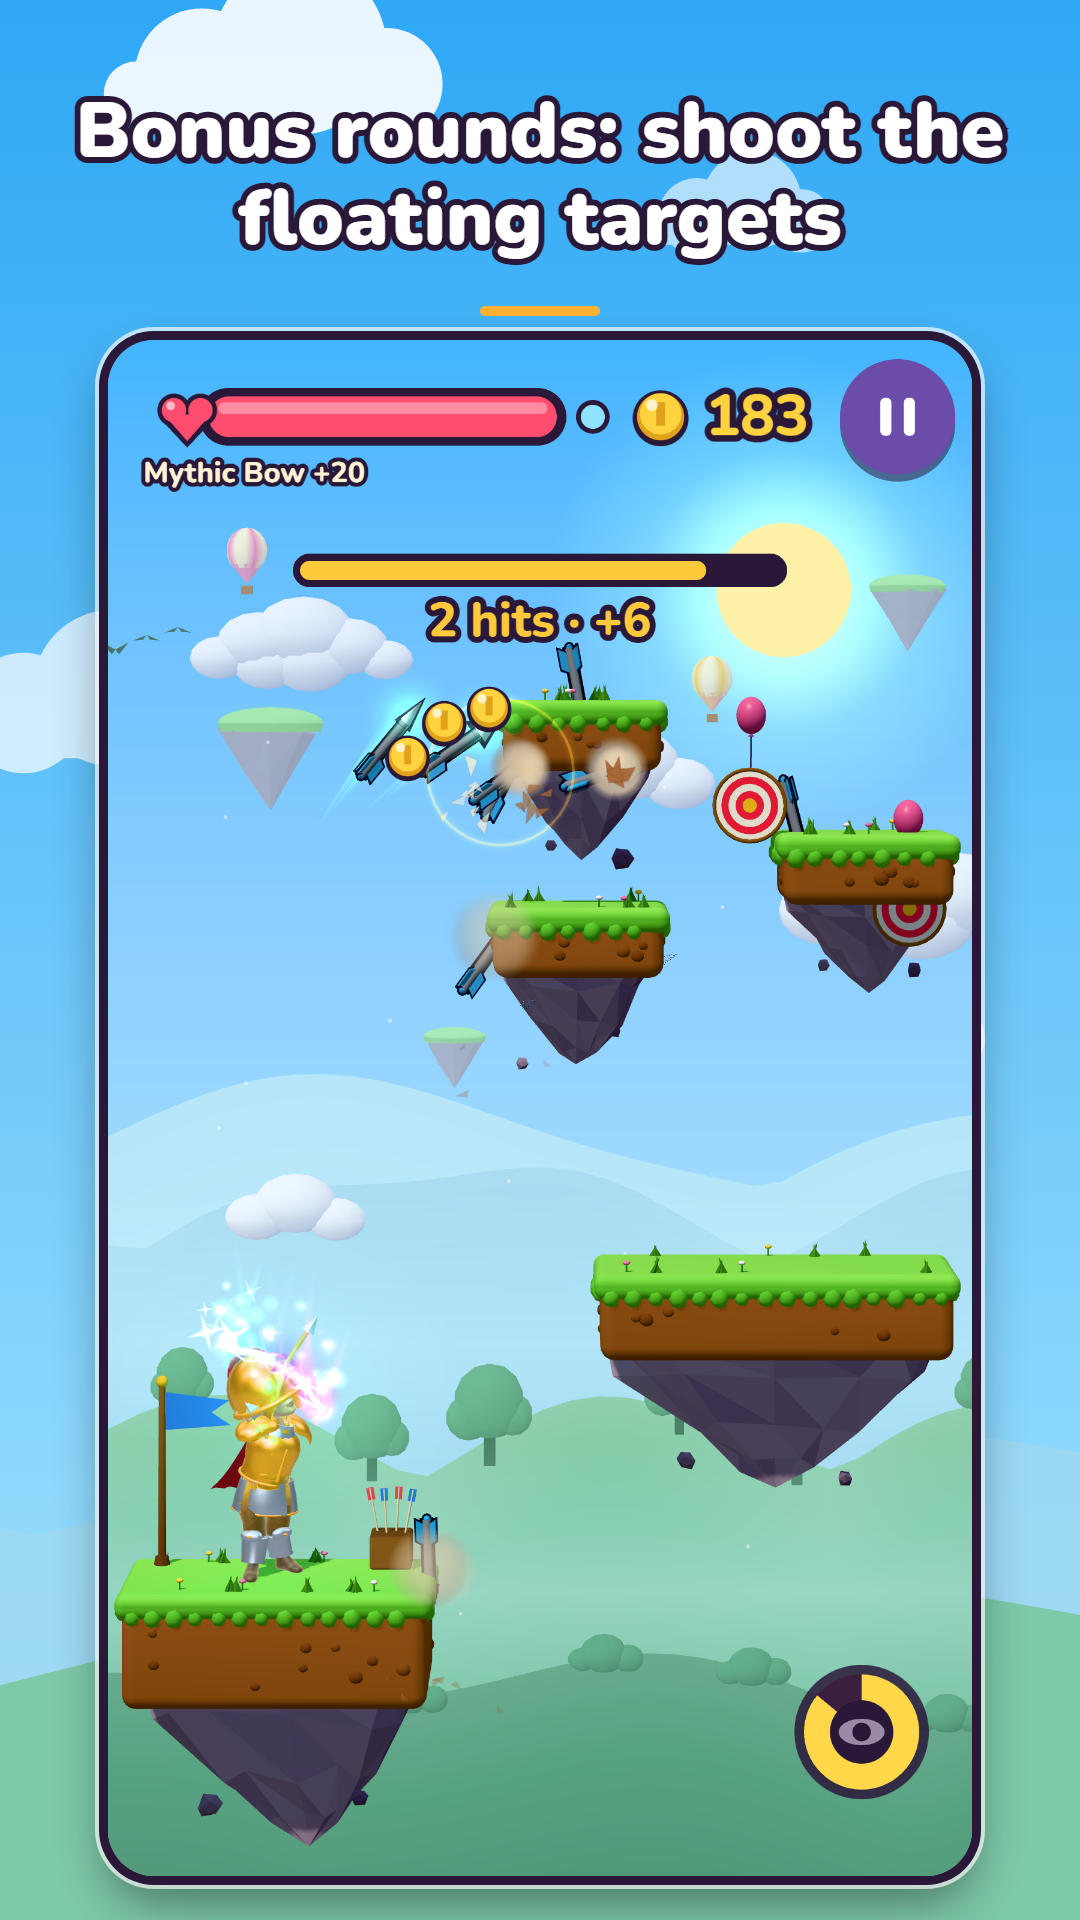 Bonus rounds: shoot the
floating targets
183
Mythic Bow +20
2 hits · +6